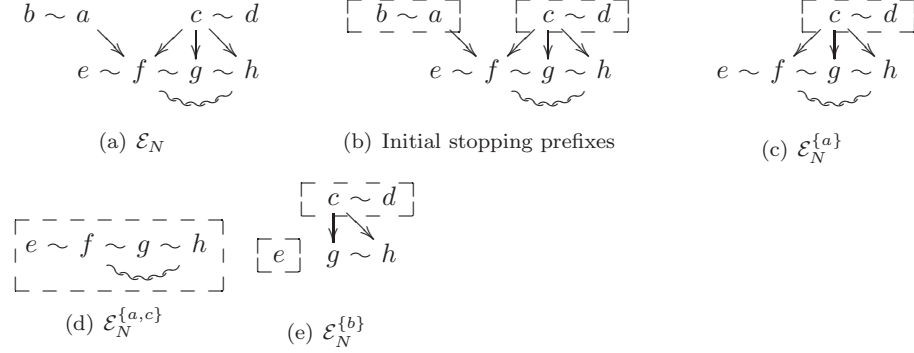 b ∼ a c ∼ d b ∼ a c ∼ d c ∼ d
e ∼ f ∼ g ∼ h e ∼ f ∼ g ∼ h e ∼ f ∼ g ∼ h
(a) ℰ_N (b) Initial stopping prefixes (c) ℰ_N^{a}
c ∼ d
e ∼ f ∼ g ∼ h e g ∼ h
(d) ℰ_N^{a,c} (e) ℰ_N^{b}